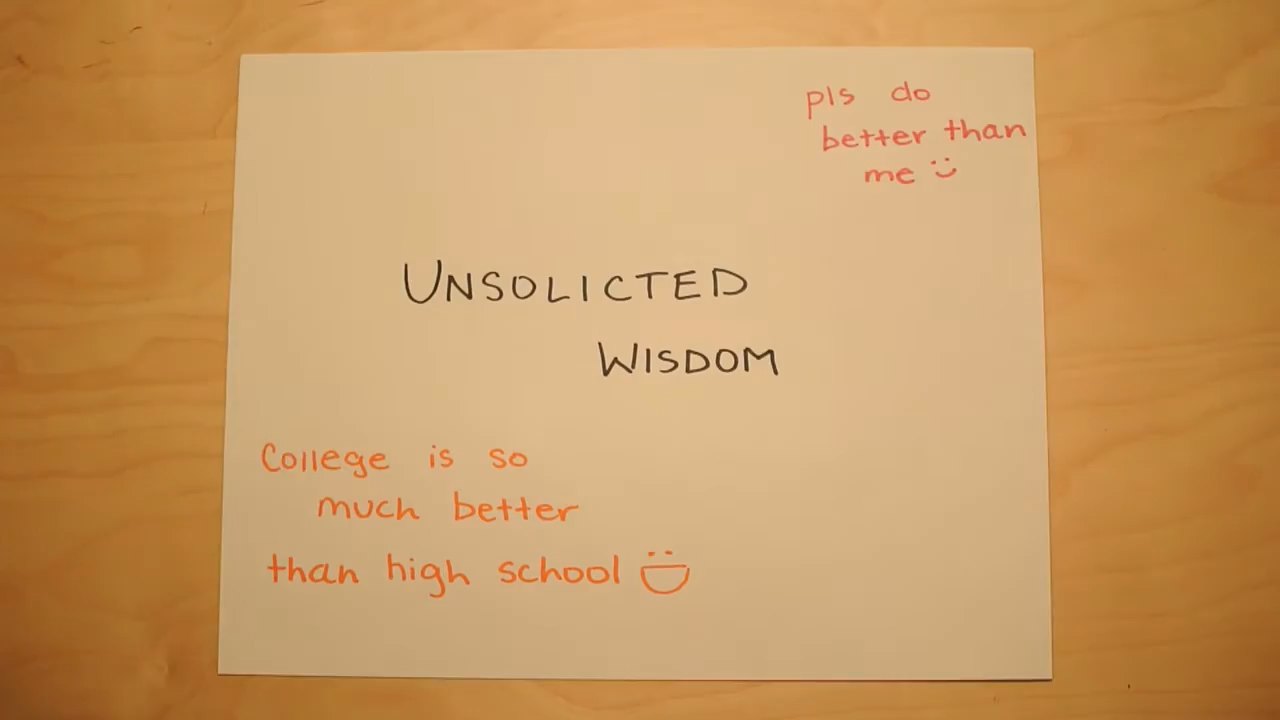 pls do
better than
me :)
UNSOLICTED
WISDOM
College is so
much better
than high school :D